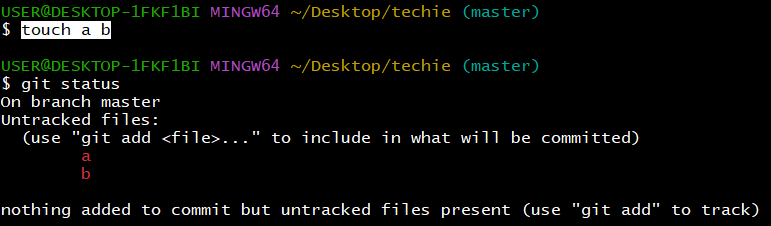 USER@DESKTOP-1FKF1BI MINGW64 ~/Desktop/techie (master)
$ touch a b
USER@DESKTOP-1FKF1BI MINGW64 ~/Desktop/techie (master)
$ git status
On branch master
Untracked files:
  (use "git add <file>..." to include in what will be committed)
        a
        b
nothing added to commit but untracked files present (use "git add" to track)